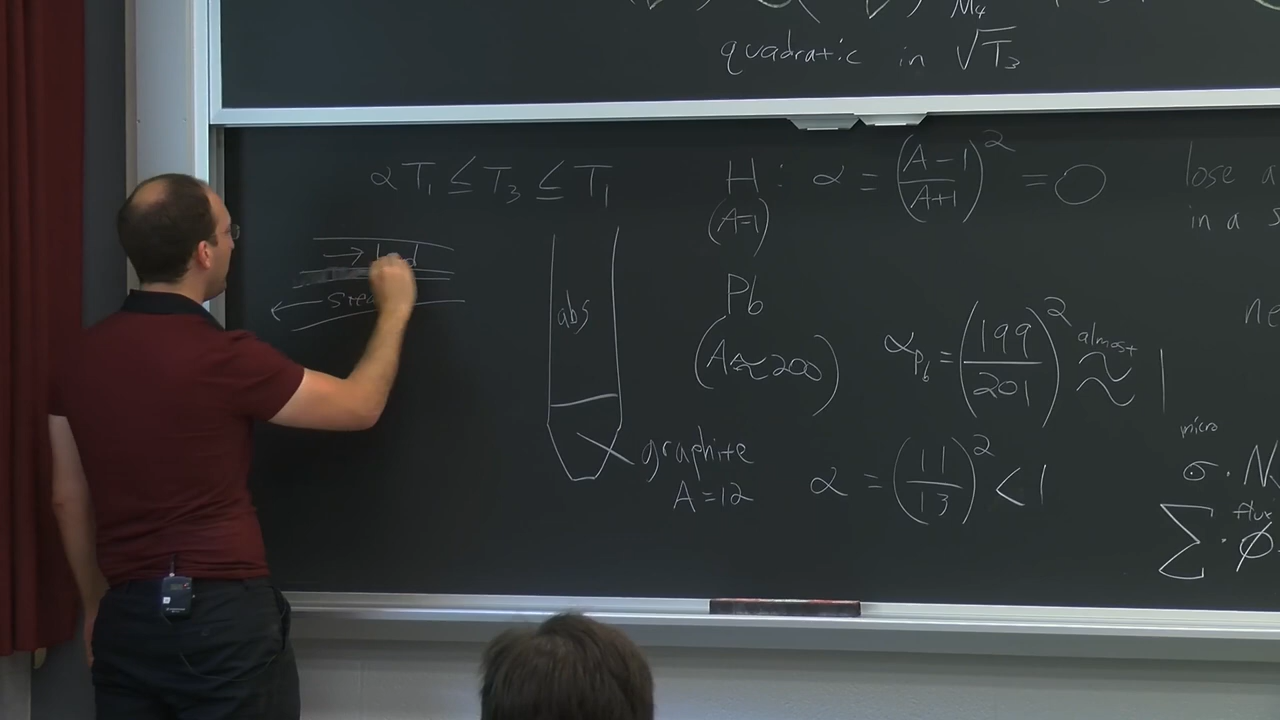 quadratic in √T₃
αT₁ ≤ T₃ ≤ T₁
H: α = ((A-1)/(A+1))² = 0
(A=1)
lose a
in a s
→ lead
abs
Pb
(A≈200)
α_Pb = (199/201)² almost ≈ 1
ne
graphite
A=12
α = (11/13)² < 1
micro
σ · N
flux
Σ · ϕ